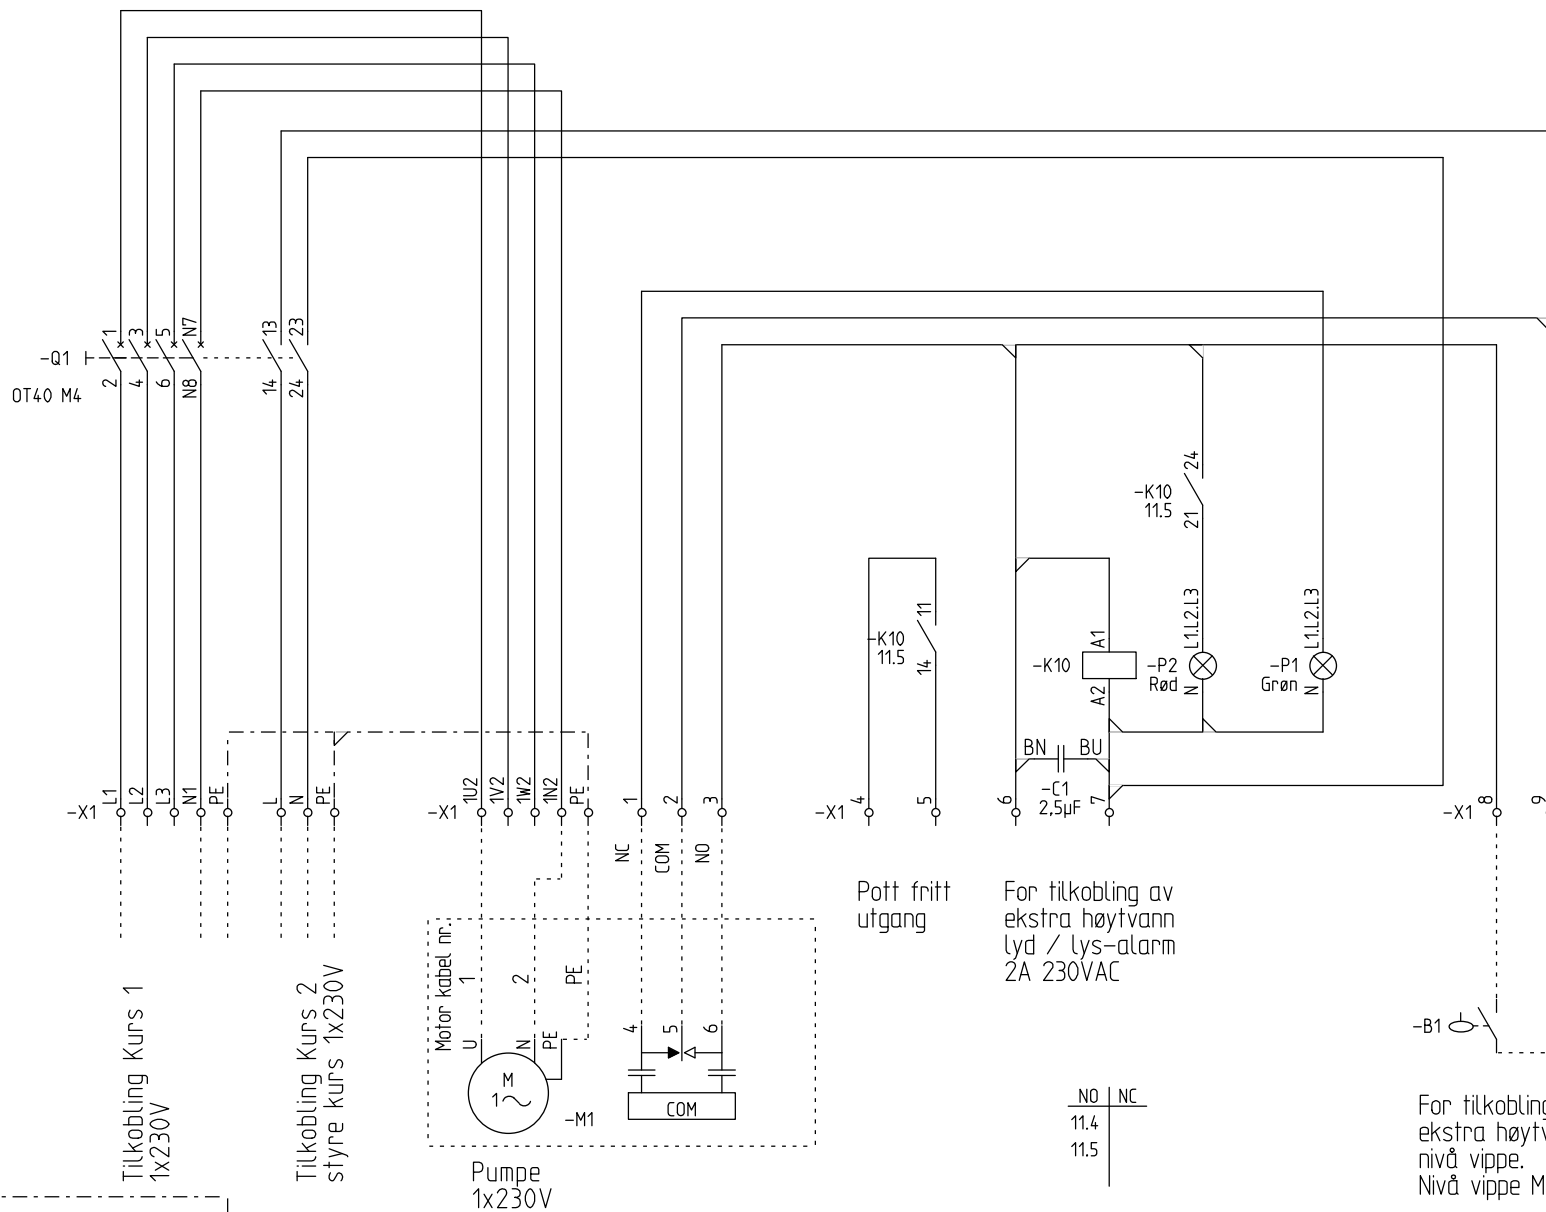 -Q1
OT40 M4
1
3
5
N7
13
23
2
4
6
N8
14
24
-K10
11.5
24
21
-K10
11.5
11
14
-K10
A1
A2
-P2
Rød
L1.L2.L3
N
-P1
Grøn
L1.L2.L3
N
BN
BU
-C1
2,5µF
-X1
L1
L2
L3
N1
PE
L
N
PE
-X1
1U2
1V2
1W2
1N2
PE
1
2
3
-X1
4
5
6
7
-X1
8
9
NC
COM
NO
Pott fritt
utgang
For tilkobling av
ekstra høytvann
lyd / lys-alarm
2A 230VAC
Tilkobling Kurs 1
1x230V
Tilkobling Kurs 2
styre kurs 1x230V
Motor kabel nr.
1
2
PE
U
N
PE
M
1
-M1
4
5
6
COM
Pumpe
1x230V
NO NC
11.4
11.5
-B1
For tilkobling
ekstra høytv
nivå vippe.
Nivå vippe M